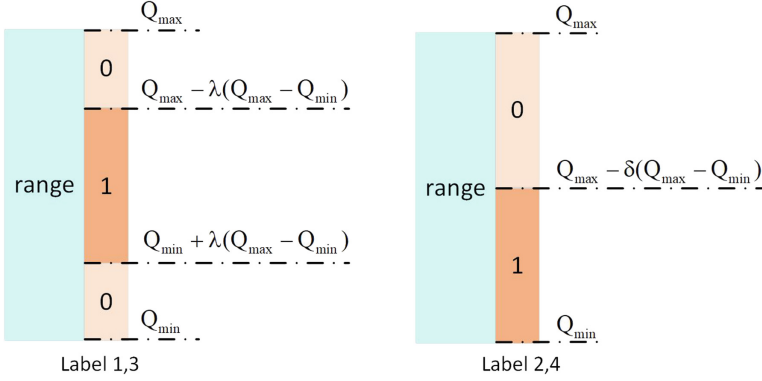 Q_max
0
Q_max − λ(Q_max − Q_min)
range
1
Q_min + λ(Q_max − Q_min)
0
Q_min
Label 1,3
Q_max
0
Q_max − δ(Q_max − Q_min)
range
1
Q_min
Label 2,4